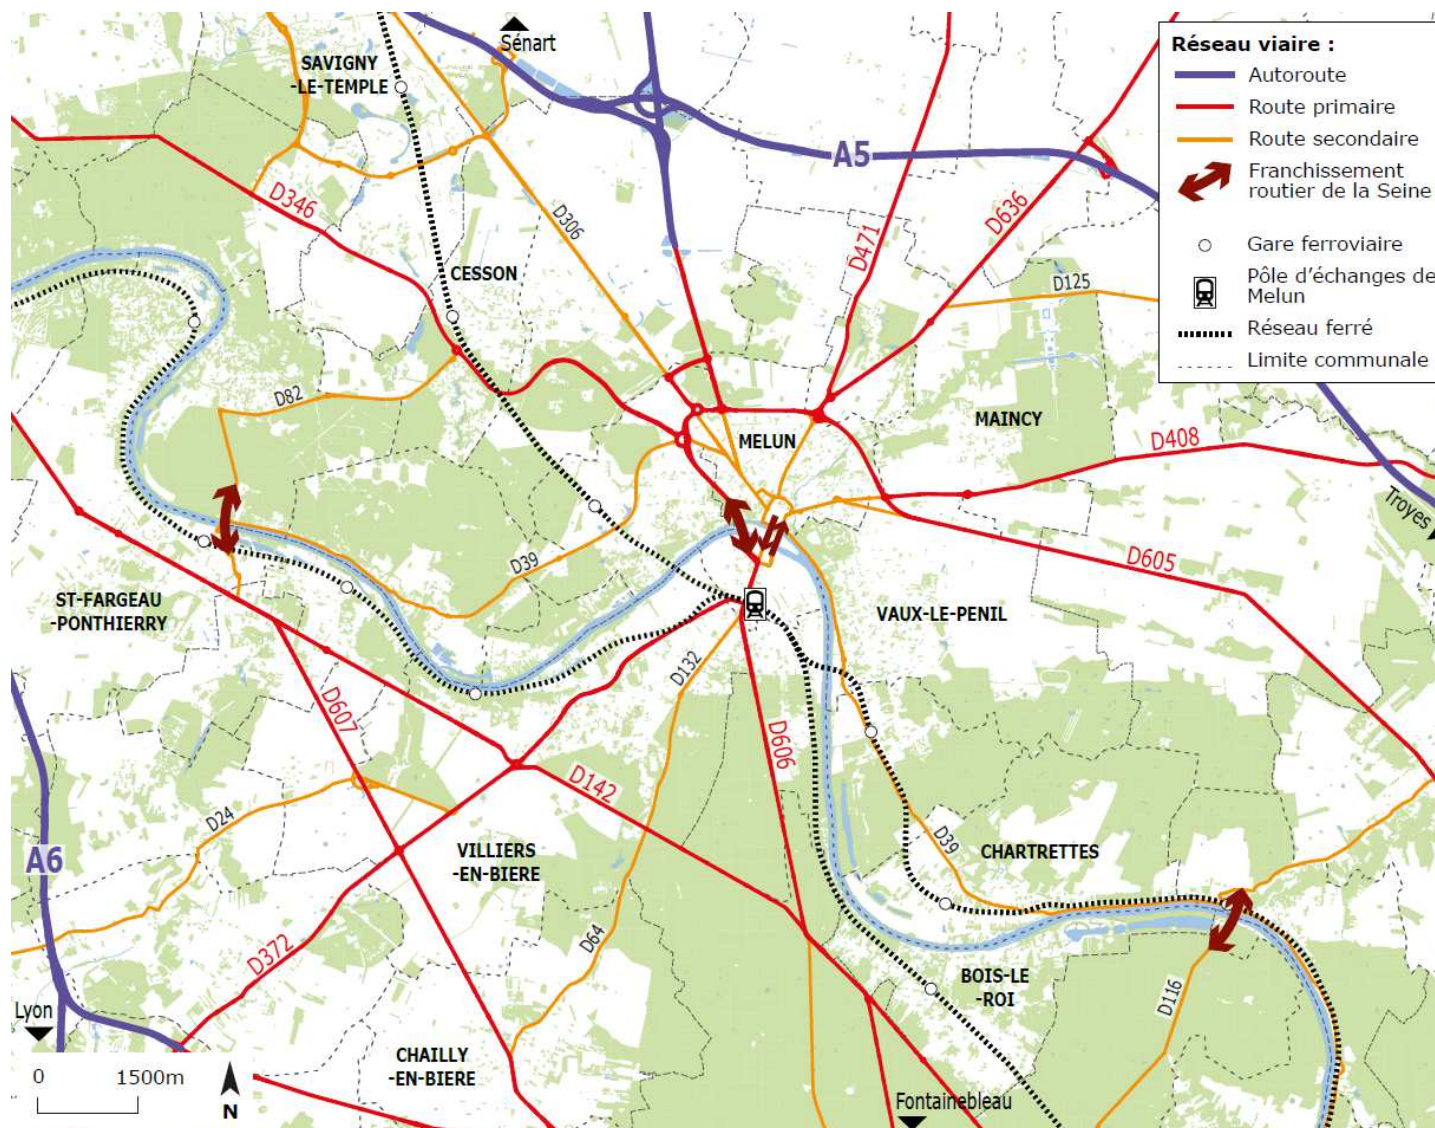 Sénart
SAVIGNY
-LE-TEMPLE
Réseau viaire :
Autoroute
Route primaire
Route secondaire
Franchissement
routier de la Seine
Gare ferroviaire
Pôle d'échanges de
Melun
Réseau ferré
Limite communale
A5
D346
D306
D471
D636
CESSON
D125
D82
MELUN
MAINCY
D408
Troyes
D39
D605
ST-FARGEAU
-PONTHIERRY
VAUX-LE-PENIL
D132
D607
D606
D142
D24
A6
VILLIERS
-EN-BIERE
D39
CHARTRETTES
D372
D64
BOIS-LE
-ROI
D116
Lyon
CHAILLY
-EN-BIERE
0 1500m
N
Fontainebleau